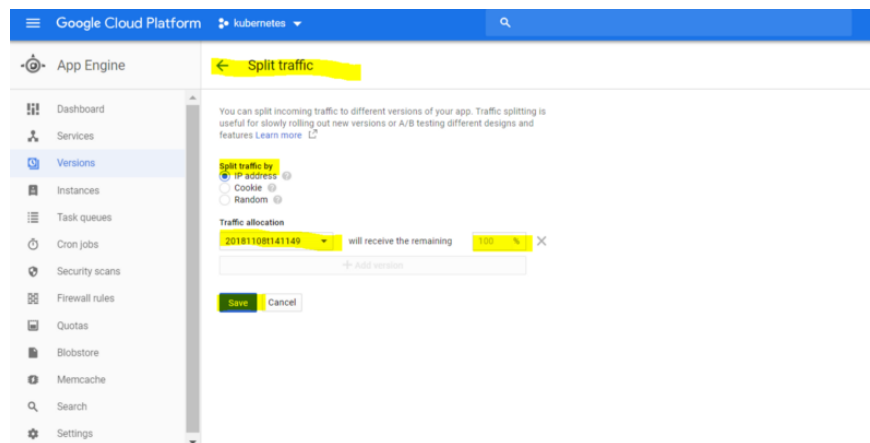 Google Cloud Platform kubernetes
App Engine
Split traffic
Dashboard
Services
Versions
Instances
Task queues
Cron jobs
Security scans
Firewall rules
Quotas
Blobstore
Memcache
Search
Settings
You can split incoming traffic to different versions of your app. Traffic splitting is
useful for slowly rolling out new versions or A/B testing different designs and
features Learn more
Split traffic by
IP address
Cookie
Random
Traffic allocation
20181108t141149 will receive the remaining 100 %
+ Add version
Save Cancel